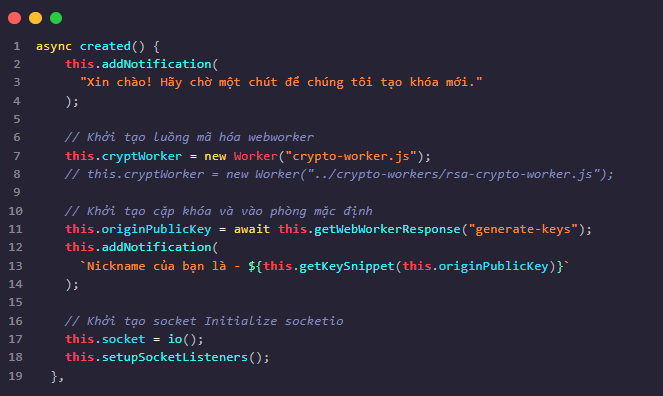 1 async created() {
2 this.addNotification(
3 "Xin chào! Hãy chờ một chút để chúng tôi tạo khóa mới."
4 );
5
6 // Khởi tạo luồng mã hóa webworker
7 this.cryptWorker = new Worker("crypto-worker.js");
8 // this.cryptWorker = new Worker("../crypto-workers/rsa-crypto-worker.js");
9
10 // Khởi tạo cặp khóa và vào phòng mặc định
11 this.originPublicKey = await this.getWebWorkerResponse("generate-keys");
12 this.addNotification(
13 `Nickname của bạn là - ${this.getKeySnippet(this.originPublicKey)}`
14 );
15
16 // Khởi tạo socket Initialize socketio
17 this.socket = io();
18 this.setupSocketListeners();
19 },